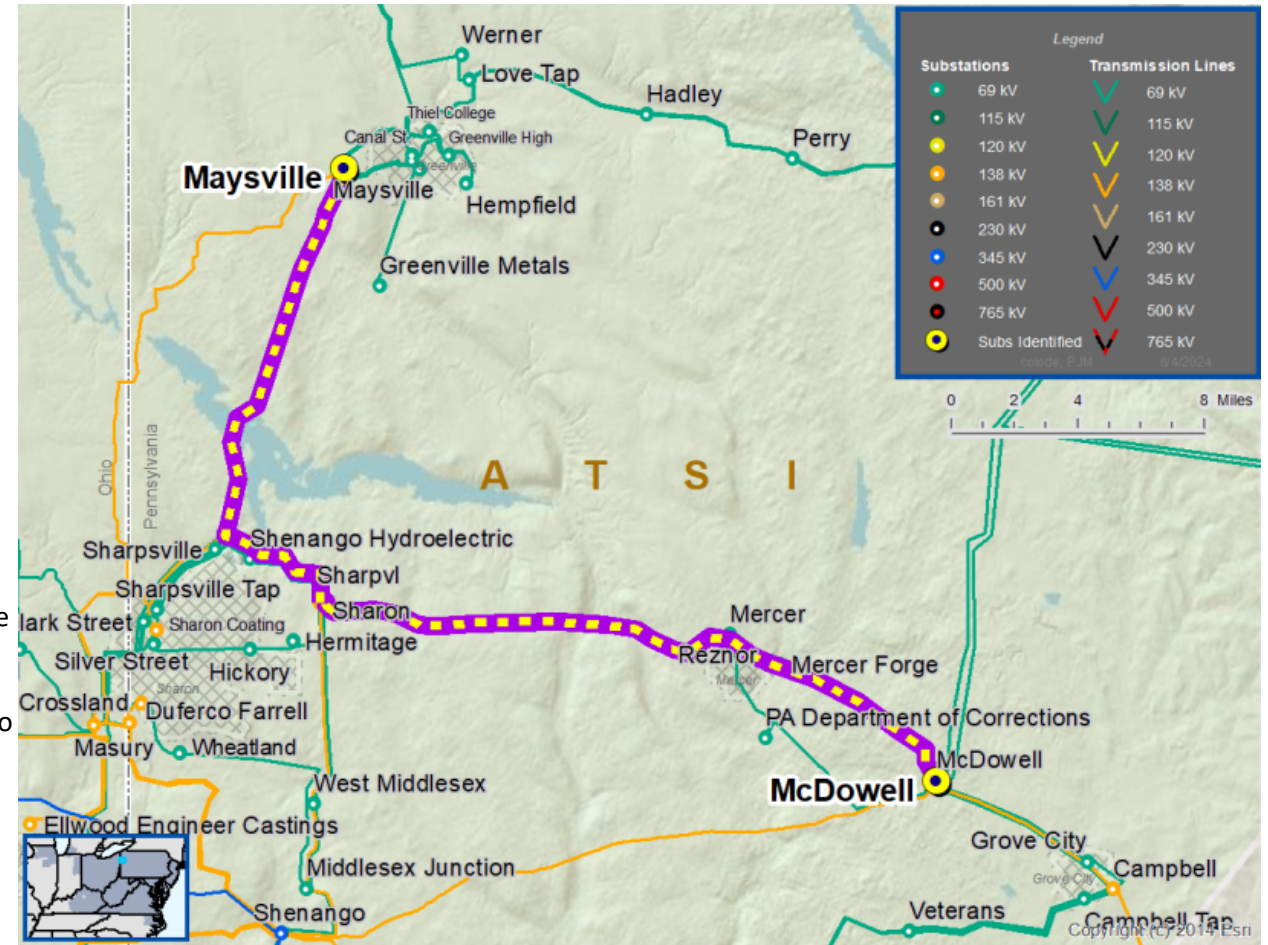 Werner
Love Tap
Hadley
Thiel College
Canal St
Greenville High
Perry
Greenville
Maysville
Maysville
Hempfield
Greenville Metals
Legend
Substations
69 kV
115 kV
120 kV
138 kV
161 kV
230 kV
345 kV
500 kV
765 kV
Subs Identified
Transmission Lines
69 kV
115 kV
120 kV
138 kV
161 kV
230 kV
345 kV
500 kV
765 kV
colode, PJM
6/4/2024
0 2 4 8 Miles
Ohio
Pennsylvania
A T S I
Sharpsville
Shenango Hydroelectric
Sharpvl
Sharpsville Tap
Sharon
e
lark Street
Sharon Coating
Hermitage
Silver Street
Hickory
Sharon
Mercer
Reznor
Mercer
Mercer Forge
Crossland
Duferco Farrell
o
PA Department of Corrections
Masury
Wheatland
McDowell
McDowell
West Middlesex
Ellwood Engineer Castings
Middlesex Junction
Grove City
Campbell
Grove City
Shenango
Veterans
Campbell Tap
Copyright:(c) 2014 Esri